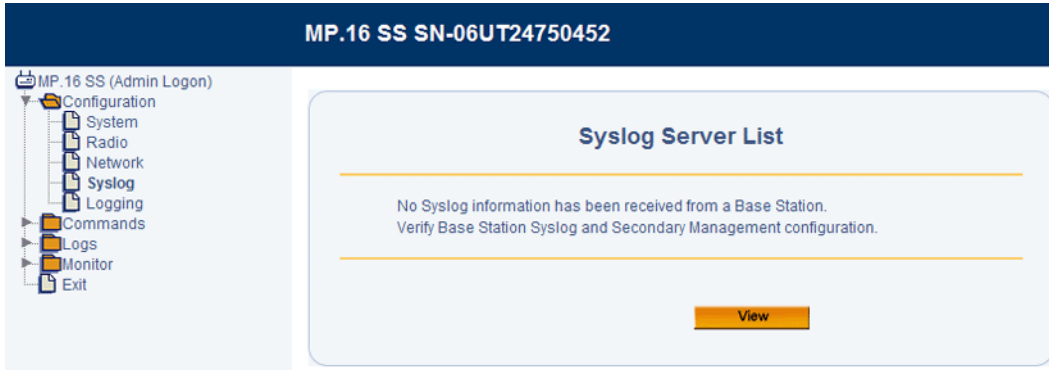 MP.16 SS SN-06UT24750452
MP.16 SS (Admin Logon)
Configuration
System
Radio
Network
Syslog
Logging
Commands
Logs
Monitor
Exit
Syslog Server List
No Syslog information has been received from a Base Station.
Verify Base Station Syslog and Secondary Management configuration.
View